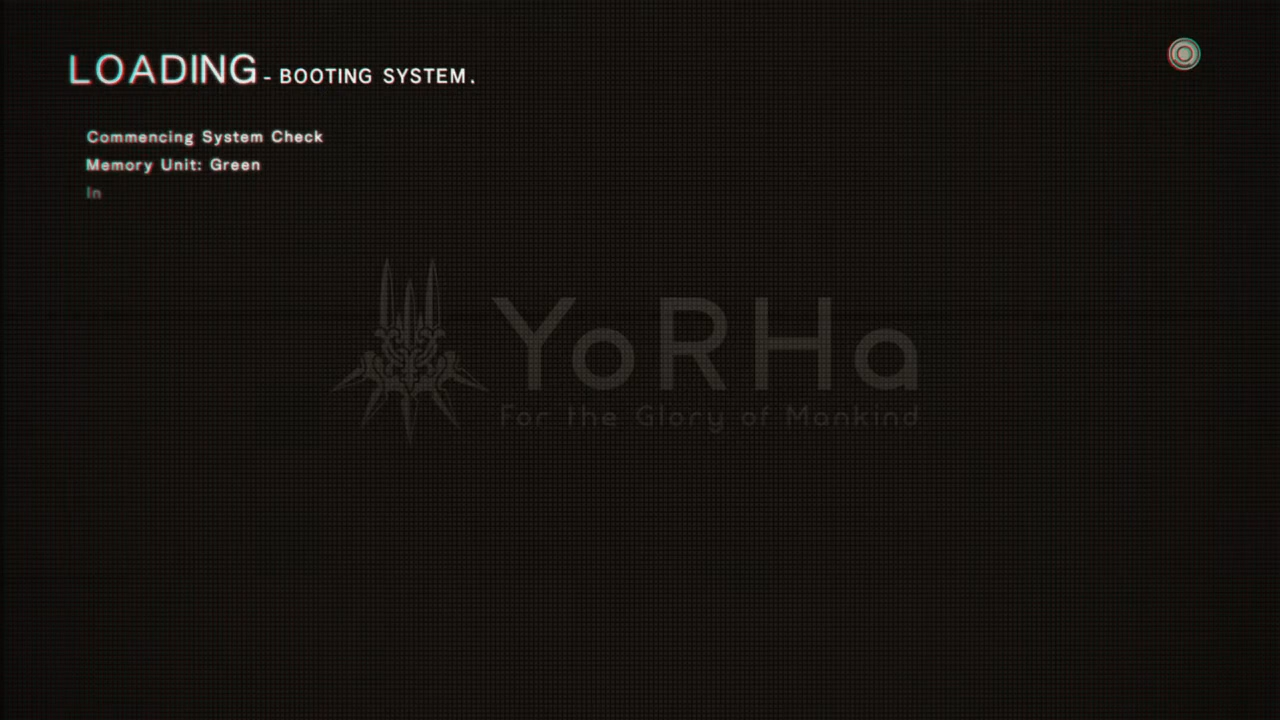 LOADING - BOOTING SYSTEM.
Commencing System Check
Memory Unit: Green
In
YoRHa
For the Glory of Mankind